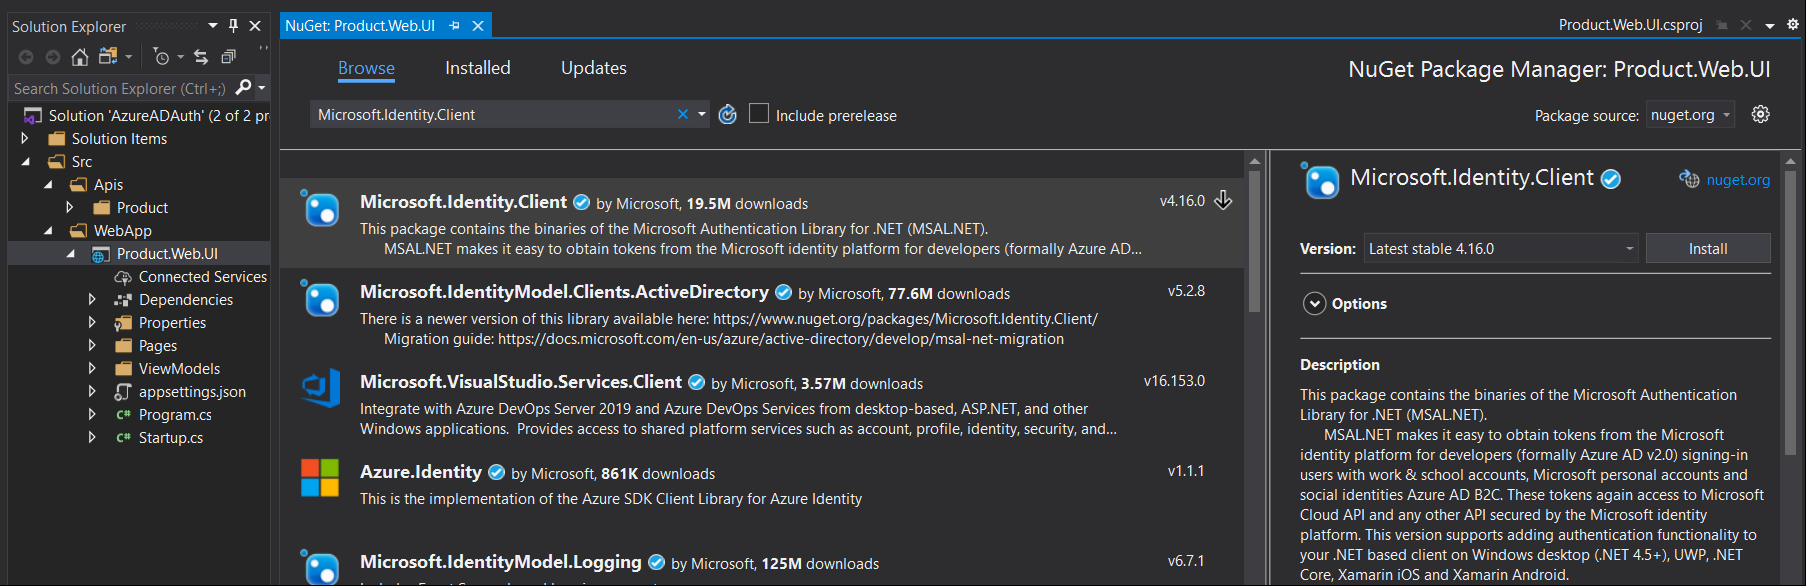 Solution Explorer
Search Solution Explorer (Ctrl+;)
Solution 'AzureADAuth' (2 of 2 pr
Solution Items
Src
Apis
Product
WebApp
Product.Web.UI
Connected Services
Dependencies
Properties
Pages
ViewModels
appsettings.json
C# Program.cs
C# Startup.cs
NuGet: Product.Web.UI
Product.Web.UI.csproj
Browse Installed Updates
NuGet Package Manager: Product.Web.UI
Microsoft.Identity.Client
Include prerelease
Package source: nuget.org
Microsoft.Identity.Client by Microsoft, 19.5M downloads v4.16.0
This package contains the binaries of the Microsoft Authentication Library for .NET (MSAL.NET).
MSAL.NET makes it easy to obtain tokens from the Microsoft identity platform for developers (formally Azure AD...
Microsoft.IdentityModel.Clients.ActiveDirectory by Microsoft, 77.6M downloads v5.2.8
There is a newer version of this library available here: https://www.nuget.org/packages/Microsoft.Identity.Client/
Migration guide: https://docs.microsoft.com/en-us/azure/active-directory/develop/msal-net-migration
Microsoft.VisualStudio.Services.Client by Microsoft, 3.57M downloads v16.153.0
Integrate with Azure DevOps Server 2019 and Azure DevOps Services from desktop-based, ASP.NET, and other
Windows applications. Provides access to shared platform services such as account, profile, identity, security, and...
Azure.Identity by Microsoft, 861K downloads v1.1.1
This is the implementation of the Azure SDK Client Library for Azure Identity
Microsoft.IdentityModel.Logging by Microsoft, 125M downloads v6.7.1
Microsoft.Identity.Client nuget.org
Version: Latest stable 4.16.0 Install
Options
Description
This package contains the binaries of the Microsoft Authentication
Library for .NET (MSAL.NET).
MSAL.NET makes it easy to obtain tokens from the Microsoft
identity platform for developers (formally Azure AD v2.0) signing-in
users with work & school accounts, Microsoft personal accounts and
social identities Azure AD B2C. These tokens again access to Microsoft
Cloud API and any other API secured by the Microsoft identity
platform. This version supports adding authentication functionality to
your .NET based client on Windows desktop (.NET 4.5+), UWP, .NET
Core, Xamarin iOS and Xamarin Android.